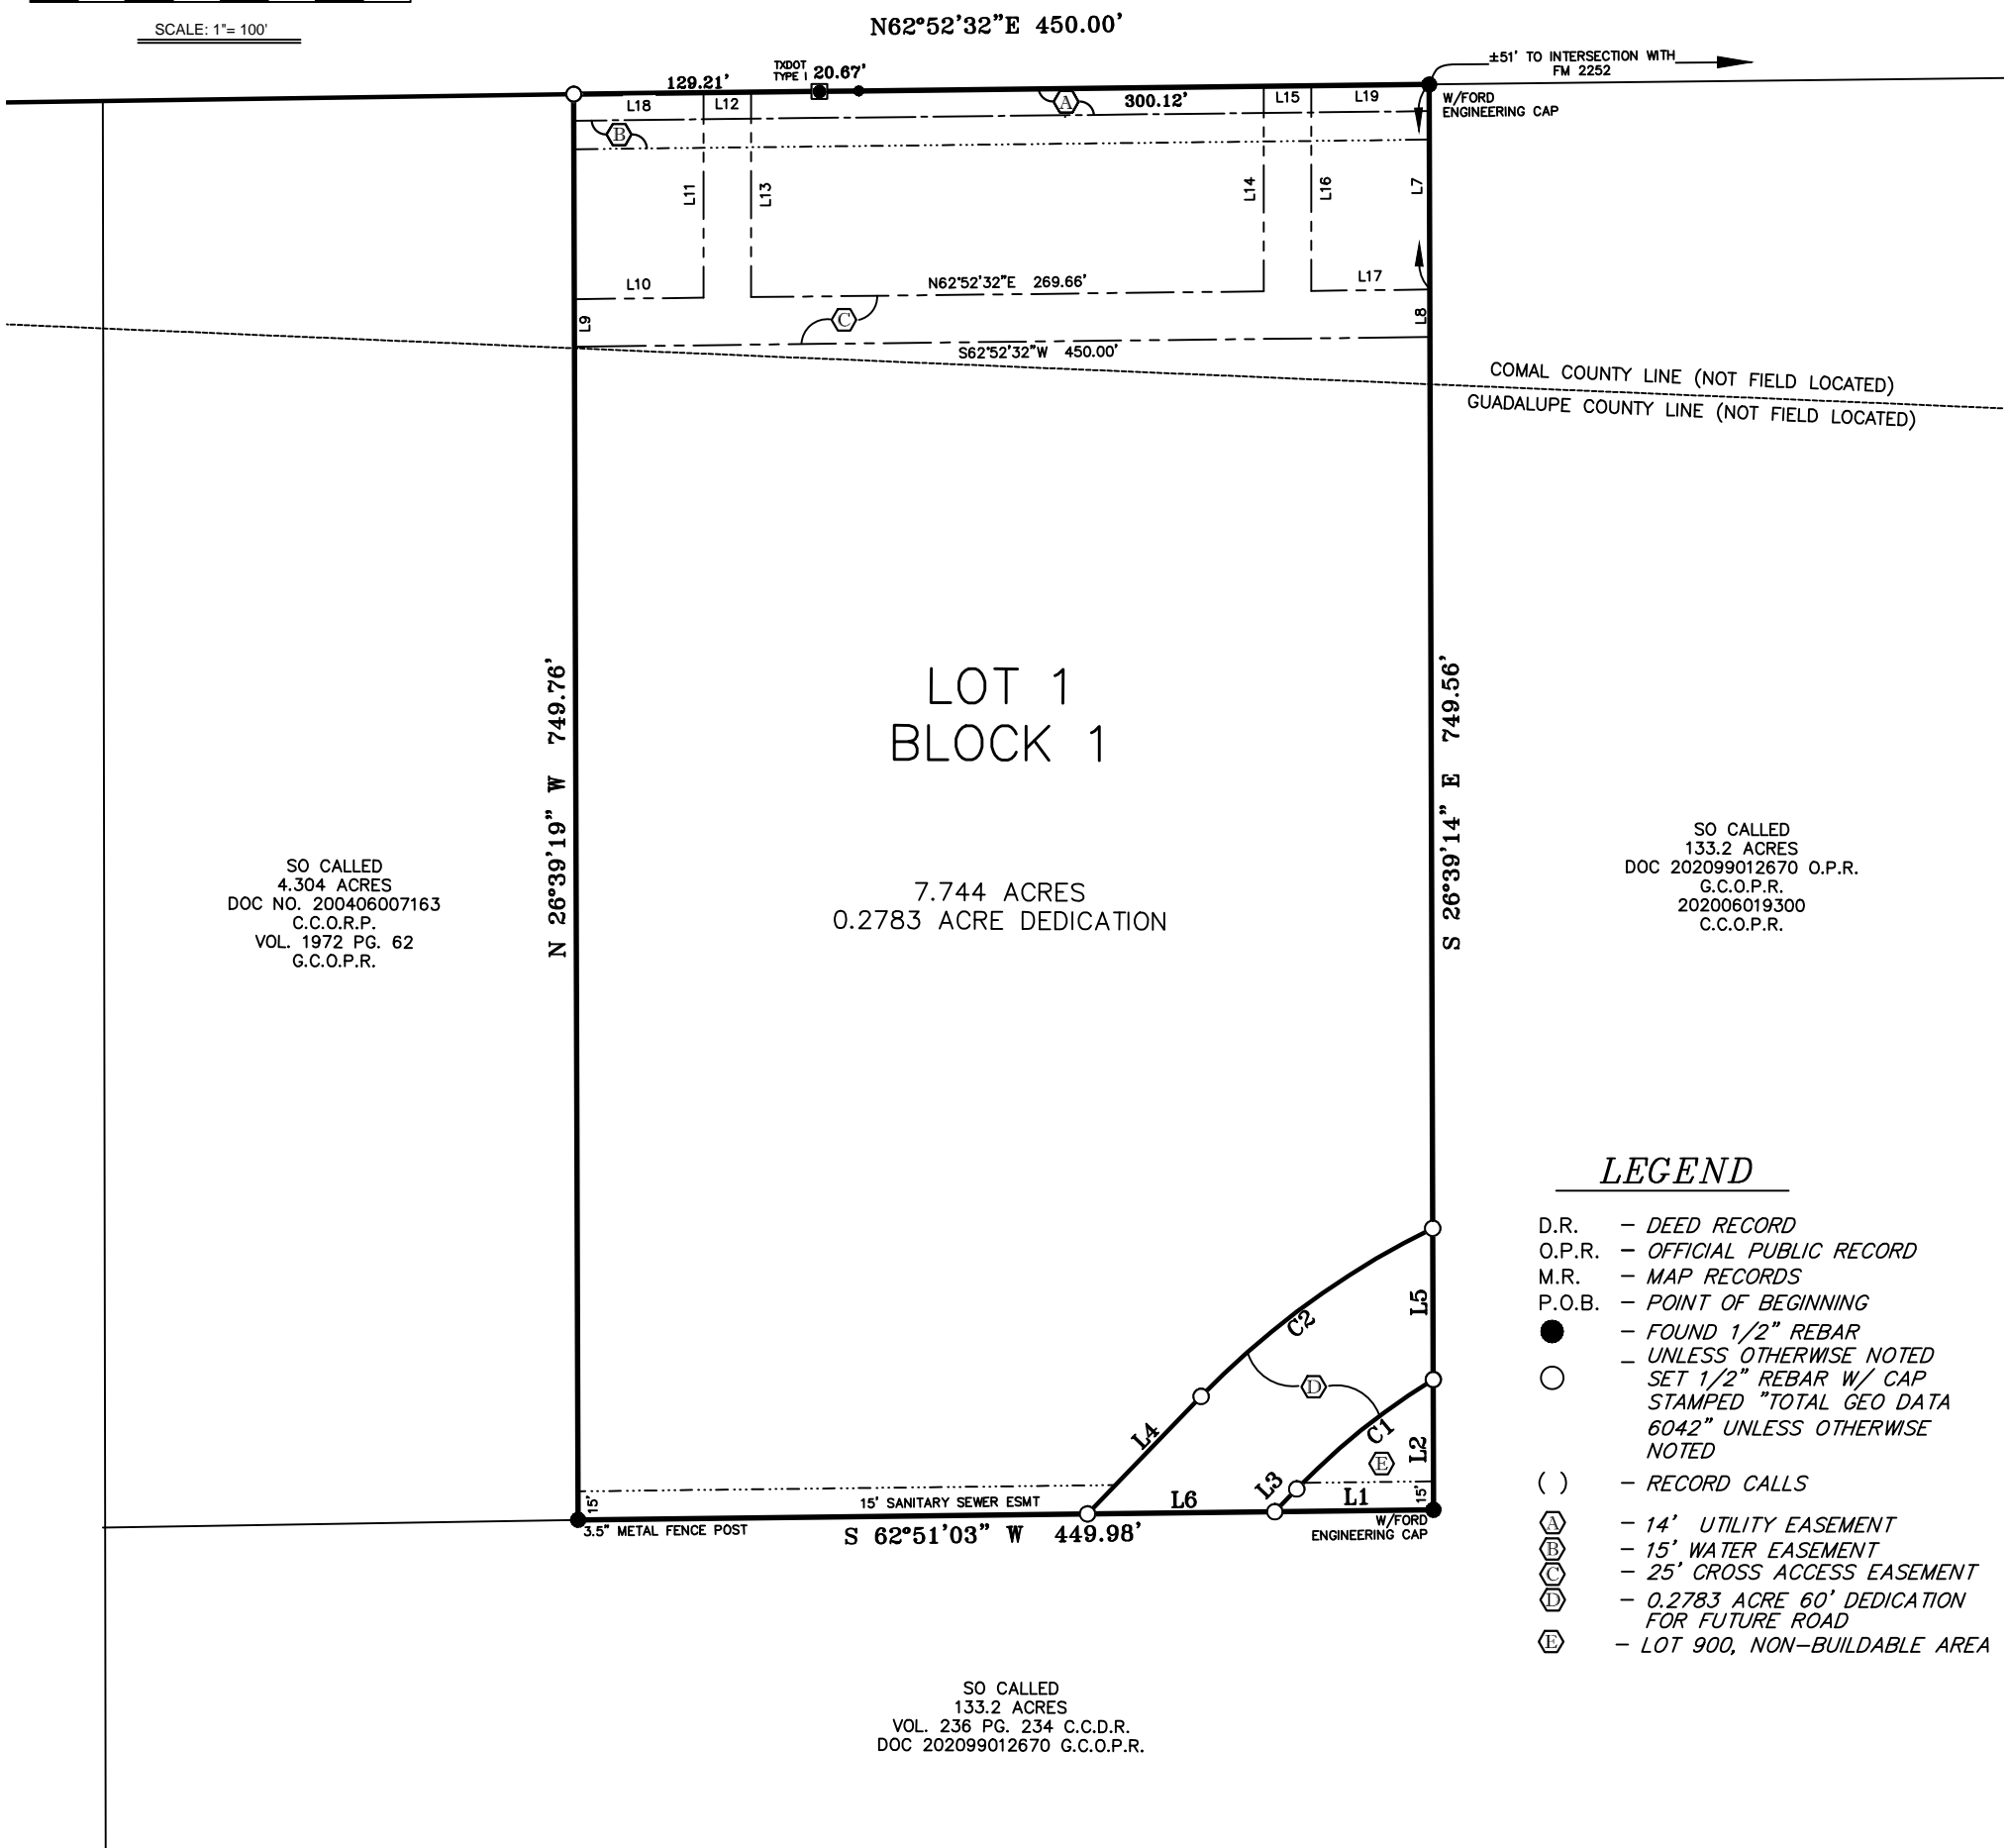 SCALE: 1"= 100'
N62°52'32"E 450.00'
±51' TO INTERSECTION WITH
FM 2252
129.21'
TXDOT
TYPE I
20.67'
L18
L12
A
300.12'
L15
L19
W/FORD
ENGINEERING CAP
B
L11
L13
L14
L16
L7
L10
N62°52'32"E 269.66'
L17
L9
C
L8
S62°52'32"W 450.00'
COMAL COUNTY LINE (NOT FIELD LOCATED)
GUADALUPE COUNTY LINE (NOT FIELD LOCATED)
N 26°39'19" W 749.76'
LOT 1
BLOCK 1
S 26°39'14" E 749.56'
7.744 ACRES
0.2783 ACRE DEDICATION
SO CALLED
4.304 ACRES
DOC NO. 200406007163
C.C.O.R.P.
VOL. 1972 PG. 62
G.C.O.P.R.
SO CALLED
133.2 ACRES
DOC 202099012670 O.P.R.
G.C.O.P.R.
202006019300
C.C.O.P.R.
C2
L5
D
L4
C1
L2
E
L3
15'
15' SANITARY SEWER ESMT
L6
L1
15'
3.5" METAL FENCE POST
S 62°51'03" W 449.98'
W/FORD
ENGINEERING CAP
LEGEND
D.R. - DEED RECORD
O.P.R. - OFFICIAL PUBLIC RECORD
M.R. - MAP RECORDS
P.O.B. - POINT OF BEGINNING
- FOUND 1/2" REBAR
- UNLESS OTHERWISE NOTED
SET 1/2" REBAR W/ CAP
STAMPED "TOTAL GEO DATA
6042" UNLESS OTHERWISE
NOTED
( ) - RECORD CALLS
A - 14' UTILITY EASEMENT
B - 15' WATER EASEMENT
C - 25' CROSS ACCESS EASEMENT
D - 0.2783 ACRE 60' DEDICATION
FOR FUTURE ROAD
E - LOT 900, NON-BUILDABLE AREA
SO CALLED
133.2 ACRES
VOL. 236 PG. 234 C.C.D.R.
DOC 202099012670 G.C.O.P.R.